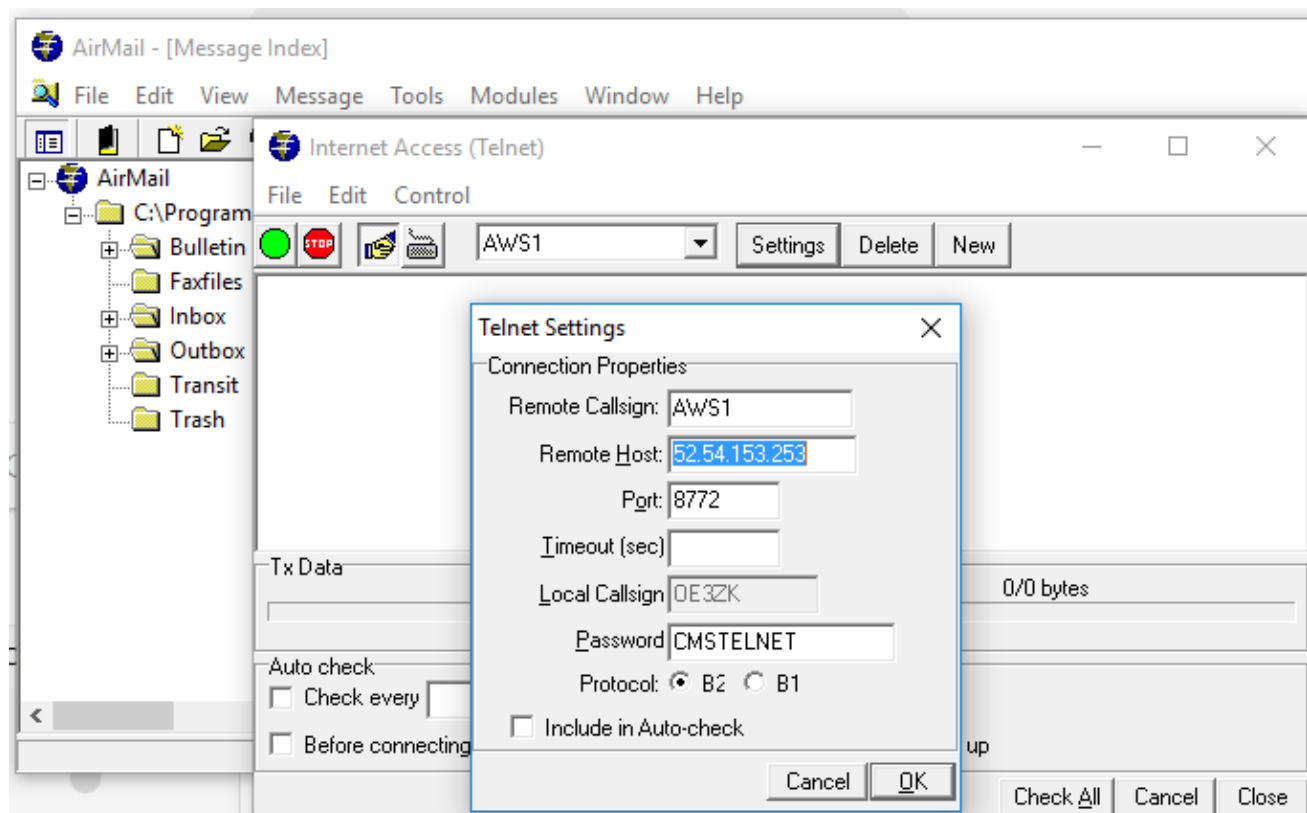 AirMail - [Message Index]
File Edit View Message Tools Modules Window Help
Internet Access (Telnet)
File Edit Control
AWS1 Settings Delete New
AirMail
C:\Program
Bulletin
Faxfiles
Inbox
Outbox
Transit
Trash
Telnet Settings
Connection Properties
Remote Callsign: AWS1
Remote Host: 52.54.153.253
Port: 8772
Timeout (sec)
Local Callsign OE3ZK
Password CMSTELNET
Protocol: B2 B1
Include in Auto-check
Cancel OK
Tx Data
0/0 bytes
Auto check
Check every
Before connecting
up
Check All Cancel Close